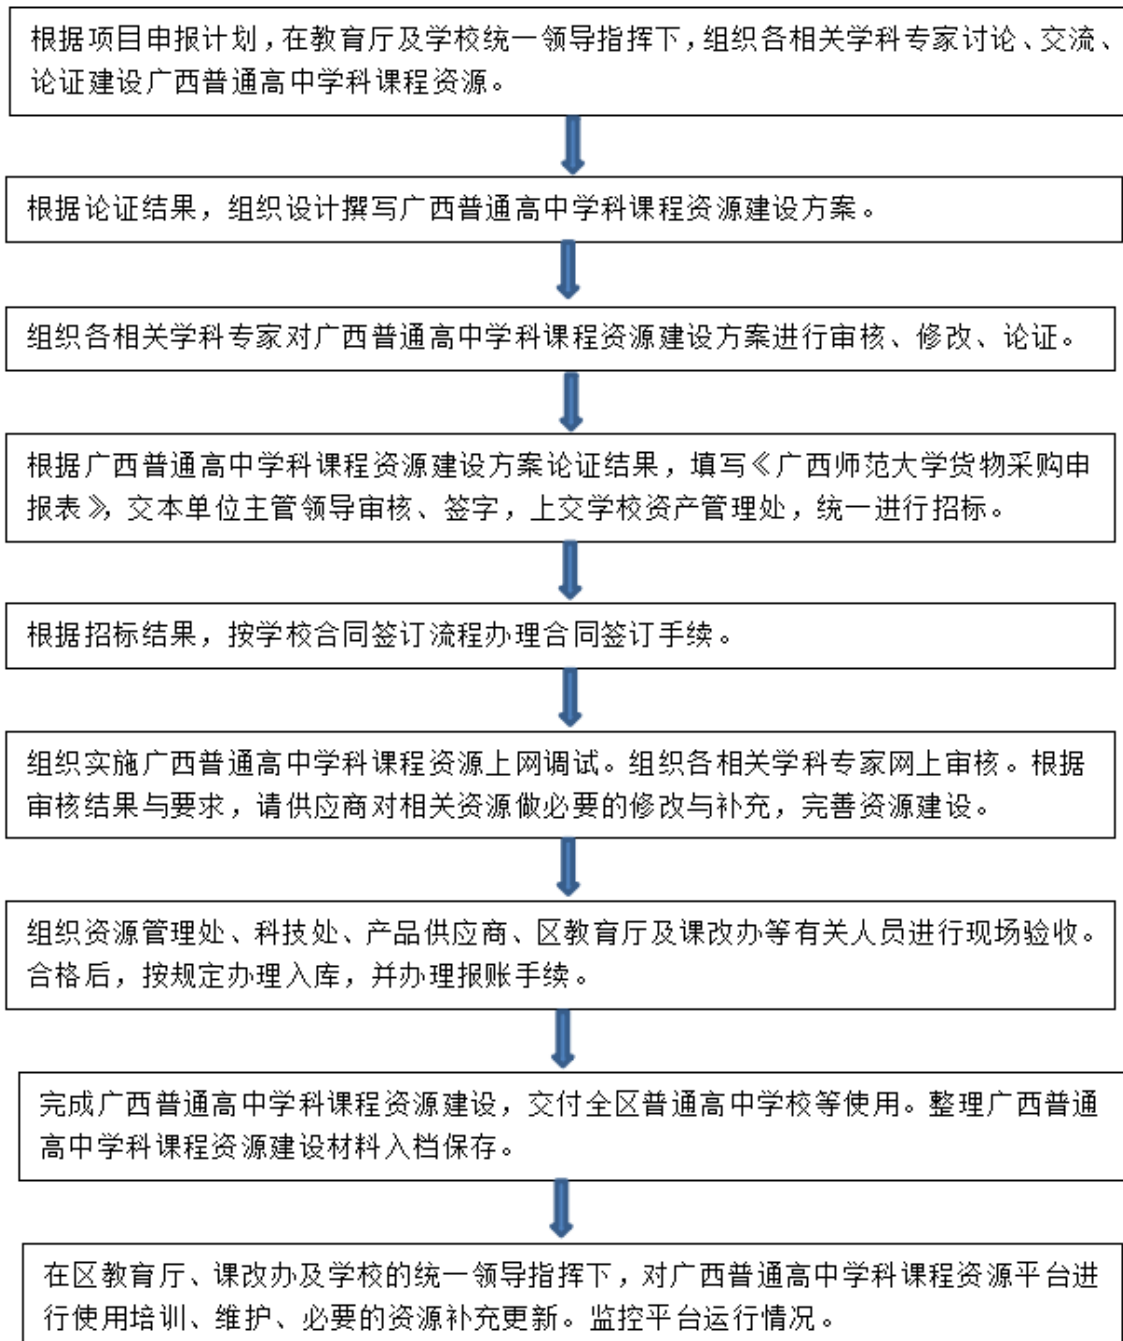 根据项目申报计划，在教育厅及学校统一领导指挥下，组织各相关学科专家讨论、交流、
论证建设广西普通高中学科课程资源。
根据论证结果，组织设计撰写广西普通高中学科课程资源建设方案。
组织各相关学科专家对广西普通高中学科课程资源建设方案进行审核、修改、论证。
根据广西普通高中学科课程资源建设方案论证结果，填写《广西师范大学货物采购申
报表》，交本单位主管领导审核、签字，上交学校资产管理处，统一进行招标。
根据招标结果，按学校合同签订流程办理合同签订手续。
组织实施广西普通高中学科课程资源上网调试。组织各相关学科专家网上审核。根据
审核结果与要求，请供应商对相关资源做必要的修改与补充，完善资源建设。
组织资源管理处、科技处、产品供应商、区教育厅及课改办等有关人员进行现场验收。
合格后，按规定办理入库，并办理报账手续。
完成广西普通高中学科课程资源建设，交付全区普通高中学校等使用。整理广西普通
高中学科课程资源建设材料入档保存。
在区教育厅、课改办及学校的统一领导指挥下，对广西普通高中学科课程资源平台进
行使用培训、维护、必要的资源补充更新。监控平台运行情况。